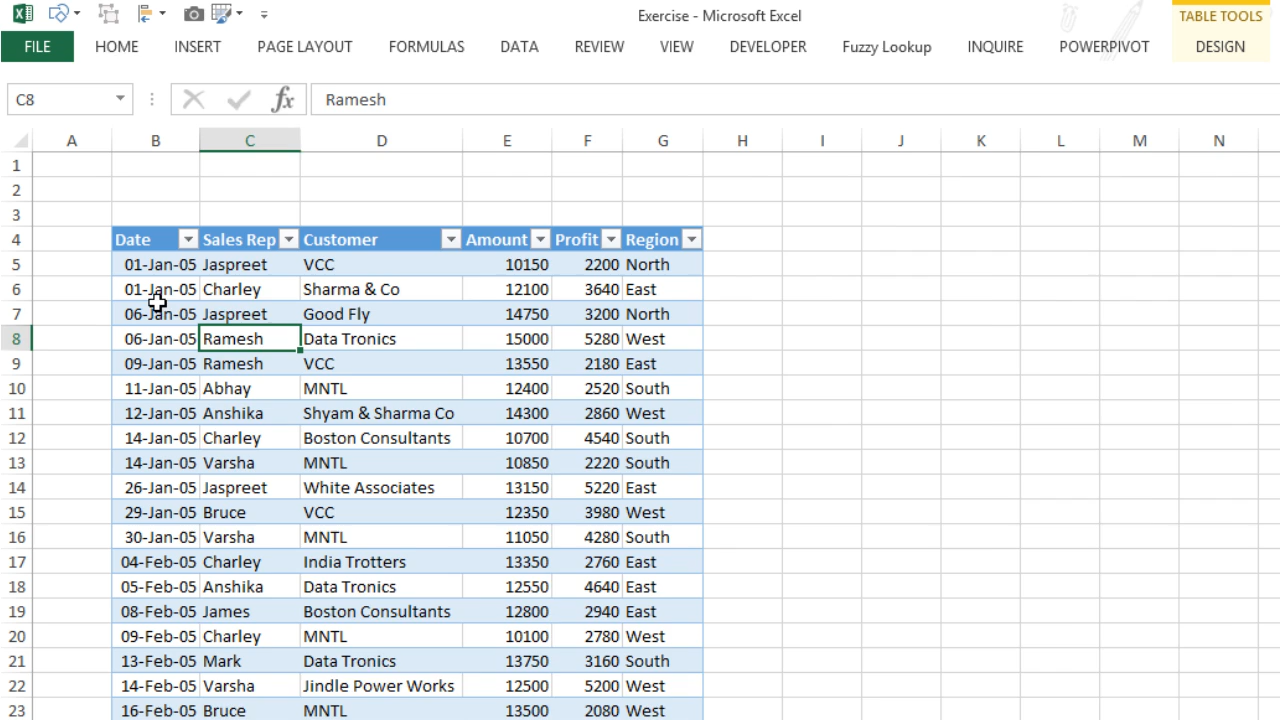 Exercise - Microsoft Excel
TABLE TOOLS
FILE HOME INSERT PAGE LAYOUT FORMULAS DATA REVIEW VIEW DEVELOPER Fuzzy Lookup INQUIRE POWERPIVOT DESIGN
C8 fx Ramesh
A B C D E F G H I J K L M N
1
2
3
4 Date Sales Rep Customer Amount Profit Region
5 01-Jan-05 Jaspreet VCC 10150 2200 North
6 01-Jan-05 Charley Sharma & Co 12100 3640 East
7 06-Jan-05 Jaspreet Good Fly 14750 3200 North
8 06-Jan-05 Ramesh Data Tronics 15000 5280 West
9 09-Jan-05 Ramesh VCC 13550 2180 East
10 11-Jan-05 Abhay MNTL 12400 2520 South
11 12-Jan-05 Anshika Shyam & Sharma Co 14300 2860 West
12 14-Jan-05 Charley Boston Consultants 10700 4540 South
13 14-Jan-05 Varsha MNTL 10850 2220 South
14 26-Jan-05 Jaspreet White Associates 13150 5220 East
15 29-Jan-05 Bruce VCC 12350 3980 West
16 30-Jan-05 Varsha MNTL 11050 4280 South
17 04-Feb-05 Charley India Trotters 13350 2760 East
18 05-Feb-05 Anshika Data Tronics 12550 4640 East
19 08-Feb-05 James Boston Consultants 12800 2940 East
20 09-Feb-05 Charley MNTL 10100 2780 West
21 13-Feb-05 Mark Data Tronics 13750 3160 South
22 14-Feb-05 Varsha Jindle Power Works 12500 5200 West
23 16-Feb-05 Bruce MNTL 13500 2080 West